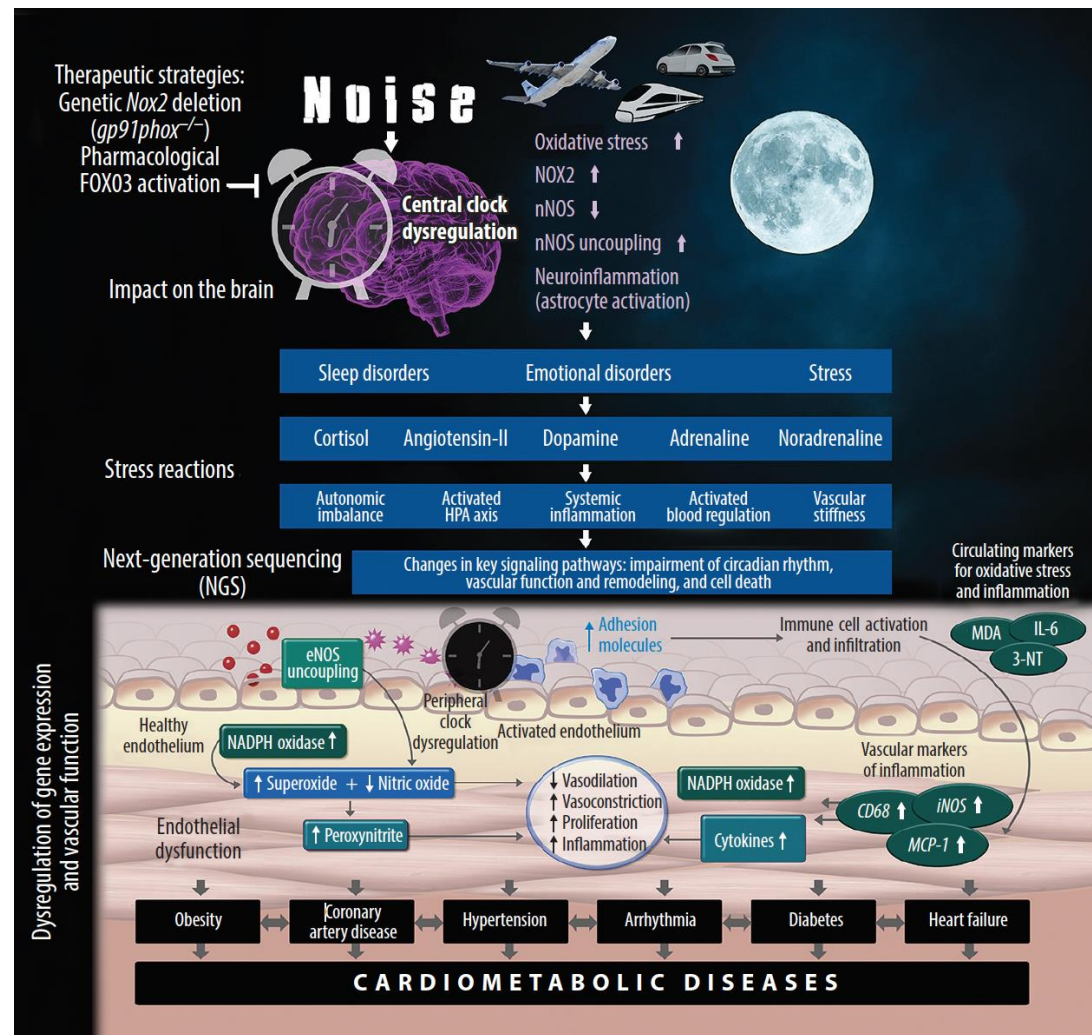 Therapeutic strategies:
Genetic Nox2 deletion
(gp91phox–/–)
Pharmacological
FOX03 activation
Noise
Central clock
dysregulation
Impact on the brain
Oxidative stress ↑
NOX2 ↑
nNOS ↓
nNOS uncoupling ↑
Neuroinflammation
(astrocyte activation)
Sleep disorders Emotional disorders Stress
Stress reactions
Cortisol Angiotensin-II Dopamine Adrenaline Noradrenaline
Autonomic
imbalance
Activated
HPA axis
Systemic
inflammation
Activated
blood regulation
Vascular
stiffness
Next-generation sequencing
(NGS)
Changes in key signaling pathways: impairment of circadian rhythm,
vascular function and remodeling, and cell death
Circulating markers
for oxidative stress
and inflammation
MDA
IL-6
3-NT
Dysregulation of gene expression
and vascular function
eNOS
uncoupling
↑ Adhesion
molecules
Immune cell activation
and infiltration
Peripheral
clock
dysregulation
Healthy
endothelium
Activated endothelium
NADPH oxidase ↑
↑ Superoxide + ↓ Nitric oxide
↑ Peroxynitrite
Endothelial
dysfunction
↓ Vasodilation
↑ Vasoconstriction
↑ Proliferation
↑ Inflammation
NADPH oxidase ↑
Cytokines ↑
Vascular markers
of inflammation
CD68 ↑
iNOS ↑
MCP-1 ↑
Obesity
Coronary
artery disease
Hypertension
Arrhythmia
Diabetes
Heart failure
CARDIOMETABOLIC DISEASES